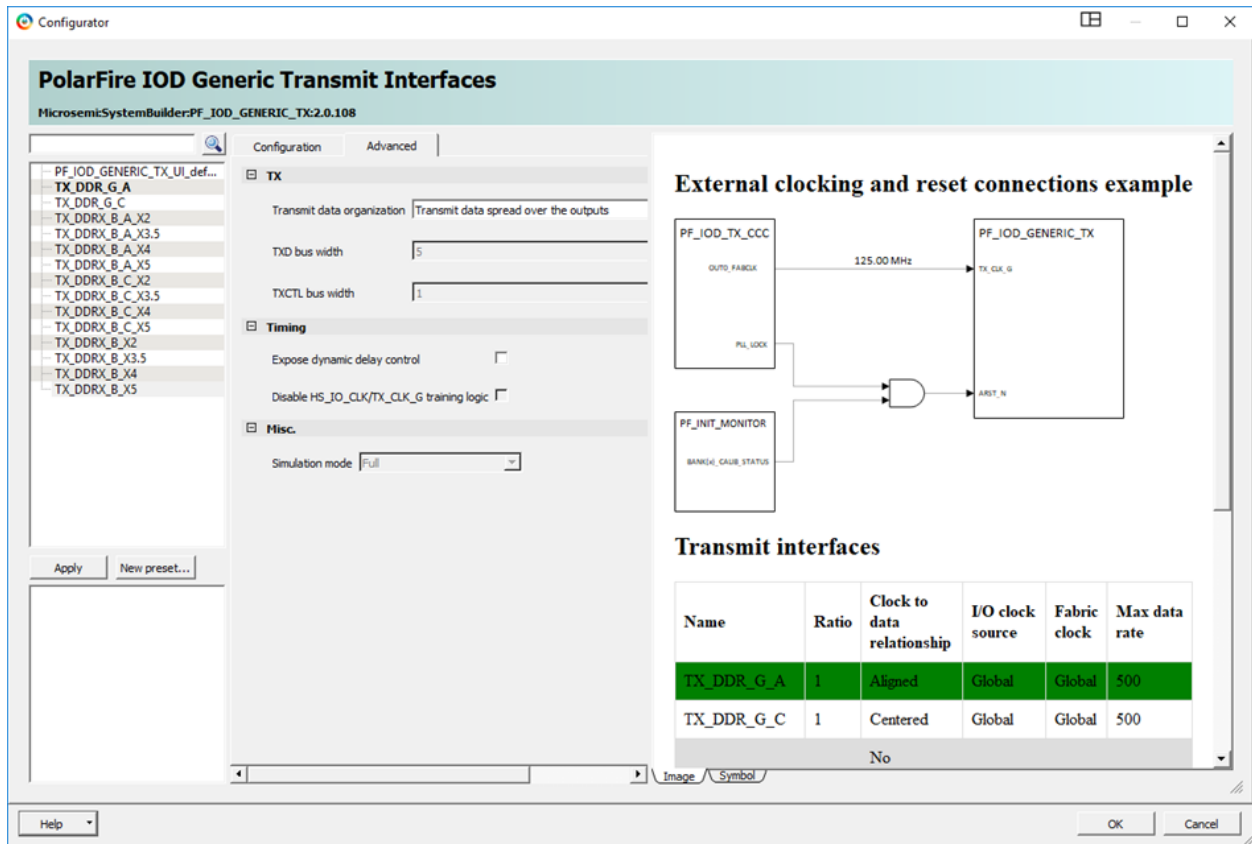 Configurator
PolarFire IOD Generic Transmit Interfaces
Microsemi:SystemBuilder:PF_IOD_GENERIC_TX:2.0.108
PF_IOD_GENERIC_TX_UI_def...
TX_DDR_G_A
TX_DDR_G_C
TX_DDRX_B_A_X2
TX_DDRX_B_A_X3.5
TX_DDRX_B_A_X4
TX_DDRX_B_A_X5
TX_DDRX_B_C_X2
TX_DDRX_B_C_X3.5
TX_DDRX_B_C_X4
TX_DDRX_B_C_X5
TX_DDRX_B_X2
TX_DDRX_B_X3.5
TX_DDRX_B_X4
TX_DDRX_B_X5
Apply New preset...
Configuration Advanced
TX
Transmit data organization Transmit data spread over the outputs
TXD bus width 5
TXCTL bus width 1
Timing
Expose dynamic delay control
Disable HS_IO_CLK/TX_CLK_G training logic
Misc.
Simulation mode Full
External clocking and reset connections example
PF_IOD_TX_CCC PF_IOD_GENERIC_TX
OUT0_FABCLK 125.00 MHz TX_CLK_G
PLL_LOCK
ARST_N
PF_INIT_MONITOR
BANK(x)_CALIB_STATUS
Transmit interfaces
Name Ratio Clock to data relationship I/O clock source Fabric clock Max data rate
TX_DDR_G_A 1 Aligned Global Global 500
TX_DDR_G_C 1 Centered Global Global 500
No
Image Symbol
Help OK Cancel